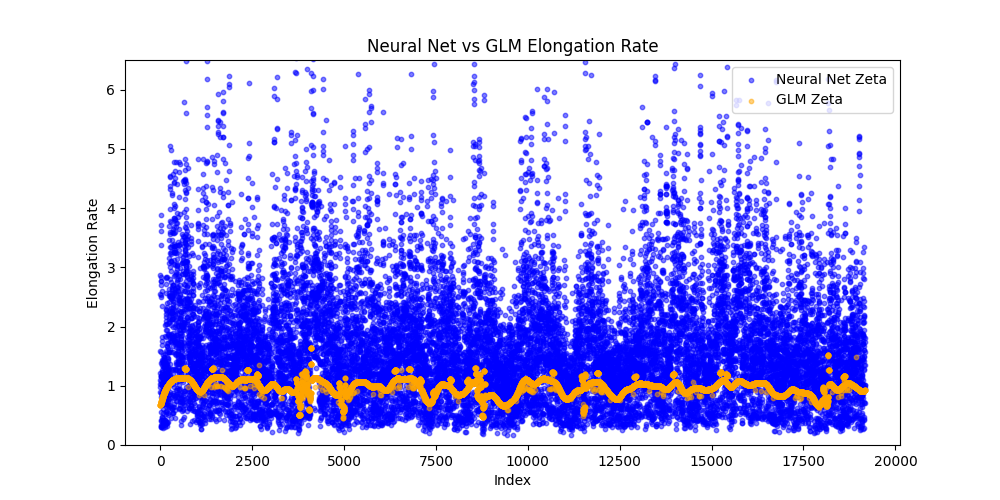 Neural Net vs GLM Elongation Rate
Elongation Rate
6
5
4
3
2
1
0
Neural Net Zeta
GLM Zeta
0 2500 5000 7500 10000 12500 15000 17500 20000
Index